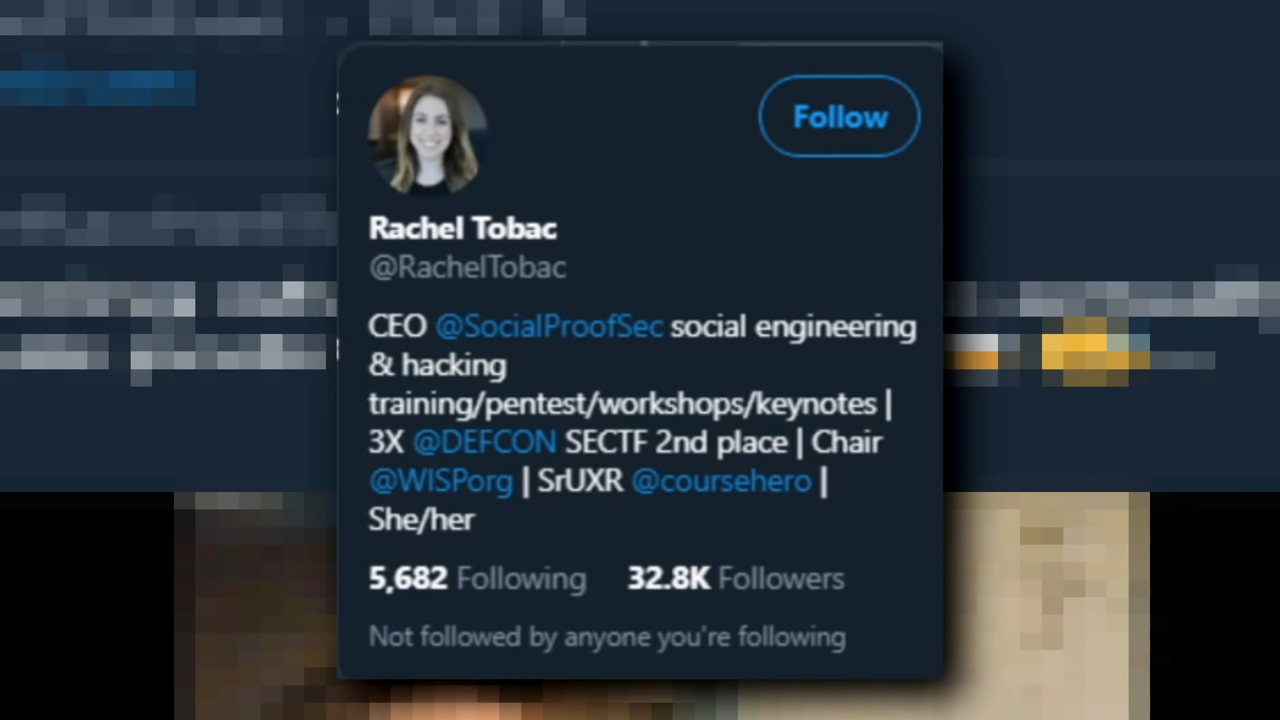 Follow
Rachel Tobac
@RachelTobac
CEO @SocialProofSec social engineering
& hacking
training/pentest/workshops/keynotes |
3X @DEFCON SECTF 2nd place | Chair
@WISPorg | SrUXR @coursehero |
She/her
5,682 Following 32.8K Followers
Not followed by anyone you're following